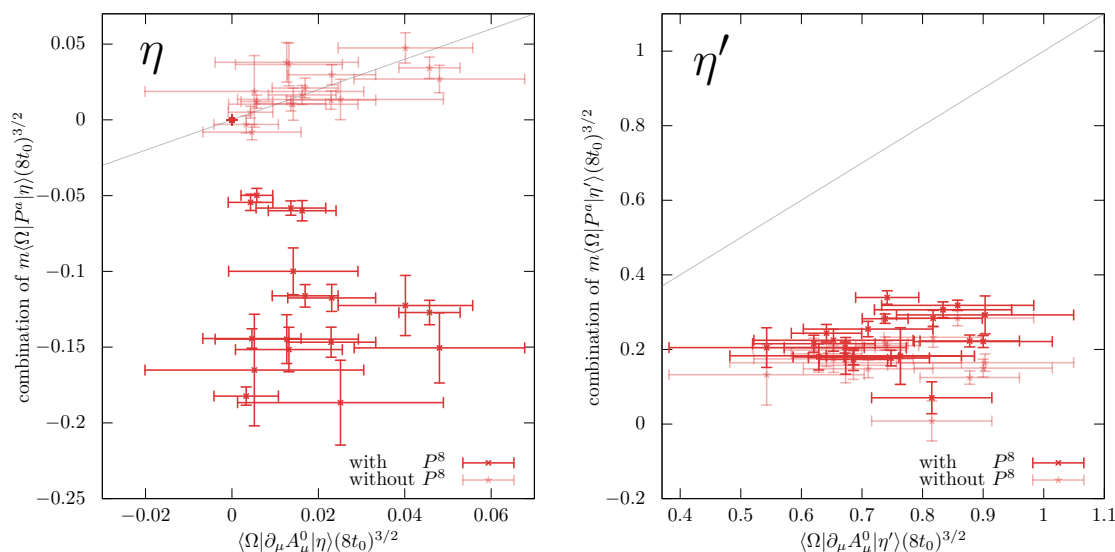 η
combination of m⟨Ω|P^a|η⟩(8t_0)^{3/2}
0.05
0
−0.05
−0.1
−0.15
−0.2
−0.25
−0.02
0
0.02
0.04
0.06
⟨Ω|∂_μA^0_μ|η⟩(8t_0)^{3/2}
with P^8
without P^8
η′
combination of m⟨Ω|P^a|η′⟩(8t_0)^{3/2}
1
0.8
0.6
0.4
0.2
0
−0.2
0.4
0.5
0.6
0.7
0.8
0.9
1
1.1
⟨Ω|∂_μA^0_μ|η′⟩(8t_0)^{3/2}
with P^8
without P^8